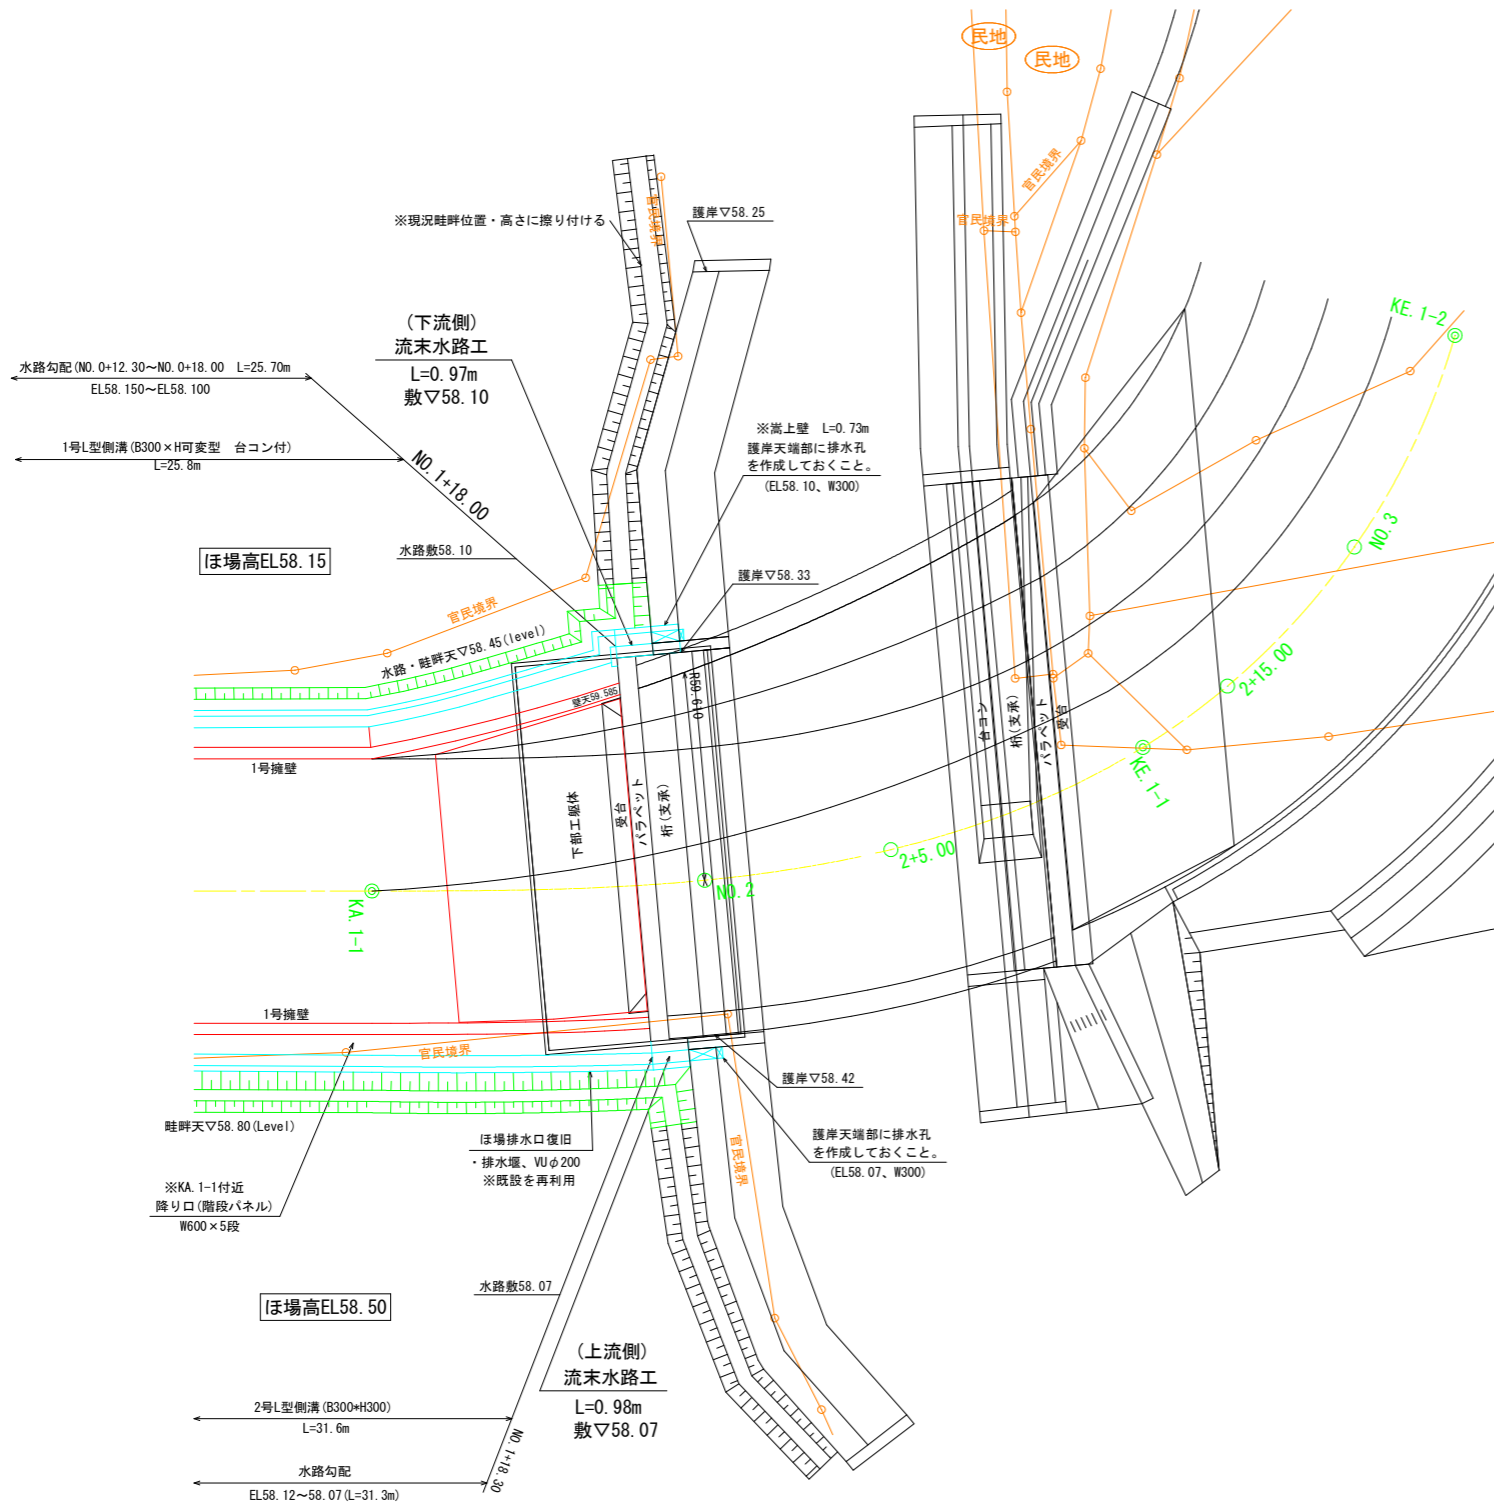 民地
民地
官民境界
官民境界
官民境界
※現況畦畔位置・高さに擦り付ける
護岸▽58.25
KE.1-2
(下流側)
流末水路工
L=0.97m
敷▽58.10
水路勾配(NO.0+12.30~NO.0+18.00 L=25.70m
EL58.150~EL58.100
1号L型側溝(B300×H可変型 台コン付)
L=25.8m
NO.1+18.00
※嵩上壁 L=0.73m
護岸天端部に排水孔
を作成しておくこと。
(EL58.10、W300)
水路敷58.10
ほ場高EL58.15
護岸▽58.33
NO.3
官民境界
水路・畦畔天▽58.45(level)
2+15.00
壁天59.585
R59.610
台コン
桁(支承)
パラペット
受台
1号擁壁
KE.1-1
下部工躯体
受台
パラペット
桁(支承)
2+5.00
NO.2
KA.1-1
1号擁壁
官民境界
護岸▽58.42
畦畔天▽58.80(Level)
ほ場排水口復旧
・排水堰、VUφ200
※既設を再利用
護岸天端部に排水孔
を作成しておくこと。
(EL58.07、W300)
官民境界
※KA.1-1付近
降り口(階段パネル)
W600×5段
水路敷58.07
ほ場高EL58.50
(上流側)
流末水路工
L=0.98m
敷▽58.07
2号L型側溝(B300*H300)
L=31.6m
NO.1+18.30
水路勾配
EL58.12~58.07(L=31.3m)